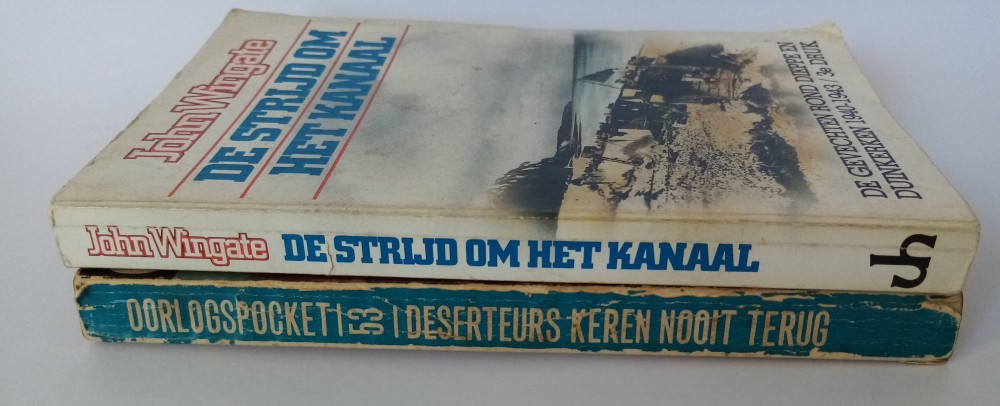 John Wingate
DE STRIJD OM
HET KANAAL
DE GEVECHTEN ROND DIEPPE EN
DUINKERKEN 1940-1943 / 3e DRUK
John Wingate DE STRIJD OM HET KANAAL
OORLOGSPOCKET | 53 | DESERTEURS KEREN NOOIT TERUG